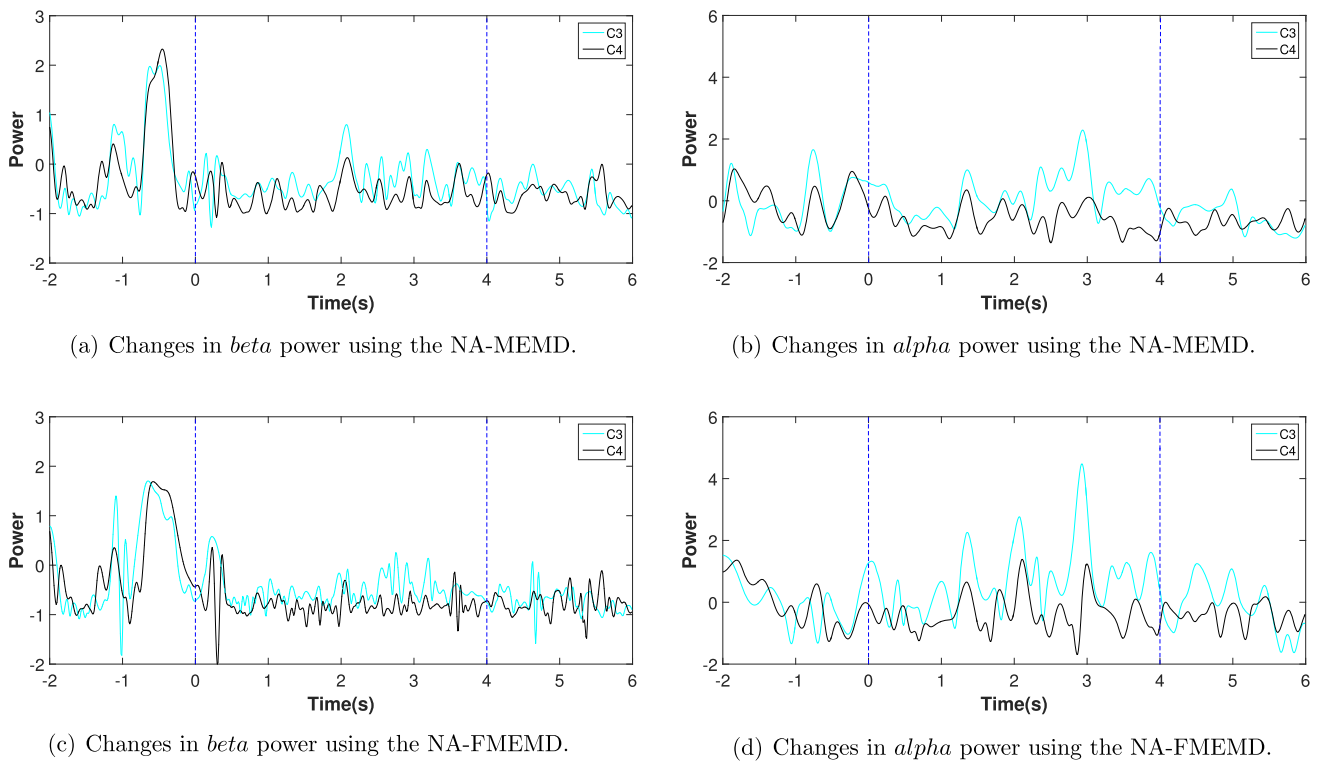 3
2
1
0
-1
-2
Power
C3
C4
-2 -1 0 1 2 3 4 5 6
Time(s)
(a) Changes in beta power using the NA-MEMD.
6
4
2
0
-2
Power
C3
C4
-2 -1 0 1 2 3 4 5 6
Time(s)
(b) Changes in alpha power using the NA-MEMD.
3
2
1
0
-1
-2
Power
C3
C4
-2 -1 0 1 2 3 4 5 6
Time(s)
(c) Changes in beta power using the NA-FMEMD.
6
4
2
0
-2
Power
C3
C4
-2 -1 0 1 2 3 4 5 6
Time(s)
(d) Changes in alpha power using the NA-FMEMD.